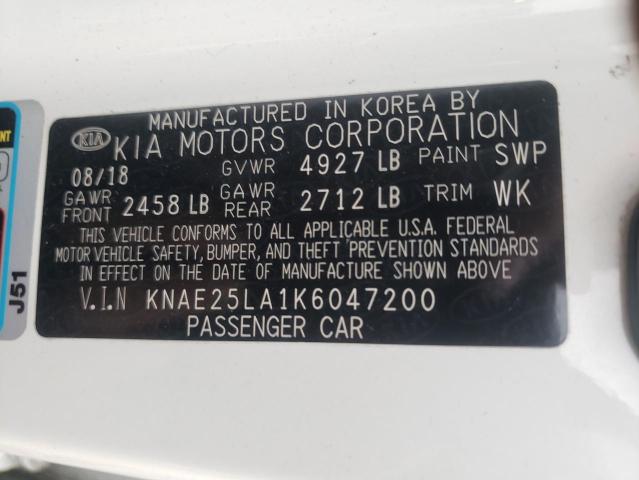 MANUFACTURED IN KOREA BY
KIA KIA MOTORS CORPORATION
08/18 GVWR 4927 LB PAINT SWP
GAWR FRONT 2458 LB GAWR REAR 2712 LB TRIM WK
THIS VEHICLE CONFORMS TO ALL APPLICABLE U.S.A. FEDERAL
MOTOR VEHICLE SAFETY, BUMPER, AND THEFT PREVENTION STANDARDS
IN EFFECT ON THE DATE OF MANUFACTURE SHOWN ABOVE
V.I.N KNAE25LA1K6047200
PASSENGER CAR
J51